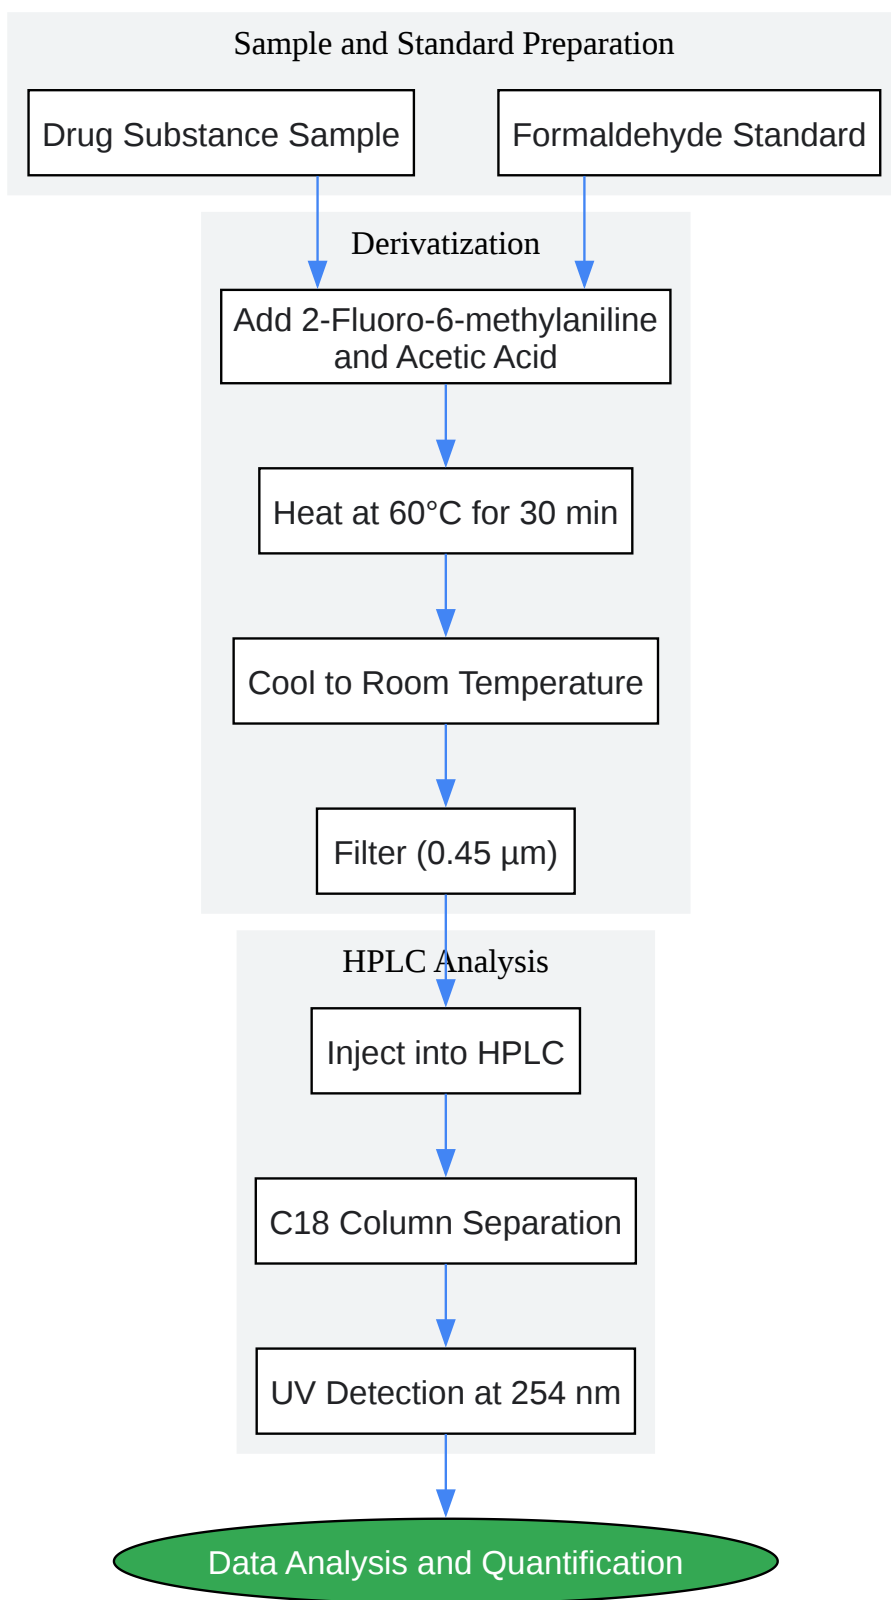 Sample and Standard Preparation
Drug Substance Sample
Formaldehyde Standard
Derivatization
Add 2-Fluoro-6-methylaniline
and Acetic Acid
Heat at 60°C for 30 min
Cool to Room Temperature
Filter (0.45 µm)
HPLC Analysis
Inject into HPLC
C18 Column Separation
UV Detection at 254 nm
Data Analysis and Quantification